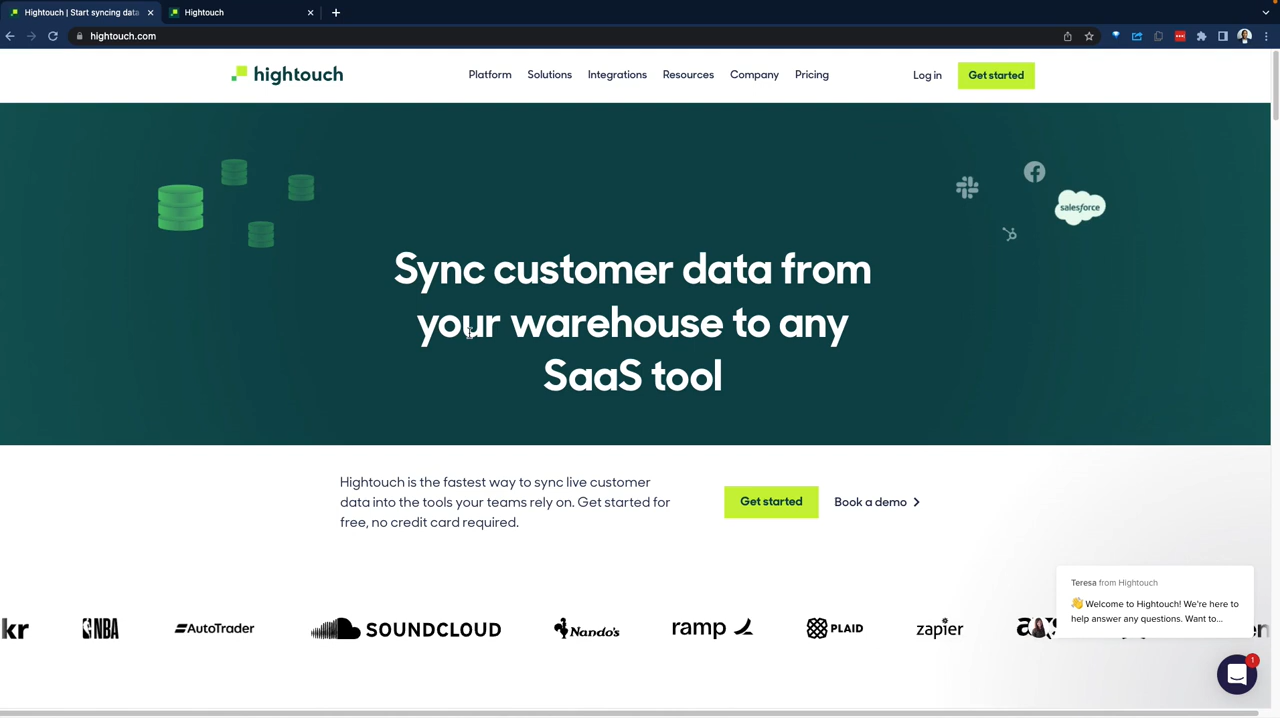 Hightouch | Start syncing data
Hightouch
hightouch.com
hightouch
Platform
Solutions
Integrations
Resources
Company
Pricing
Log in
Get started
salesforce
Sync customer data from
your warehouse to any
SaaS tool
Hightouch is the fastest way to sync live customer
data into the tools your teams rely on. Get started for
free, no credit card required.
Get started
Book a demo
Teresa from Hightouch
👋 Welcome to Hightouch! We're here to
help answer any questions. Want to...
kr
NBA
AutoTrader
SOUNDCLOUD
Nando's
ramp
PLAID
zapier
1